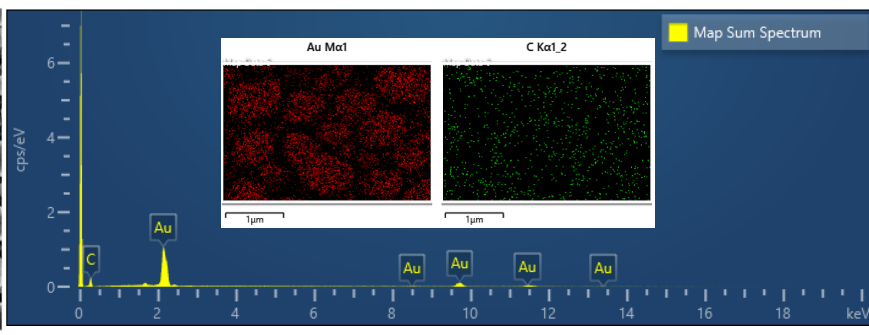 Map Sum Spectrum
Au Mα1
C Kα1_2
1μm
1μm
cps/eV
6
4
2
0
C
Au
Au
Au
Au
Au
0
2
4
6
8
10
12
14
16
18
keV